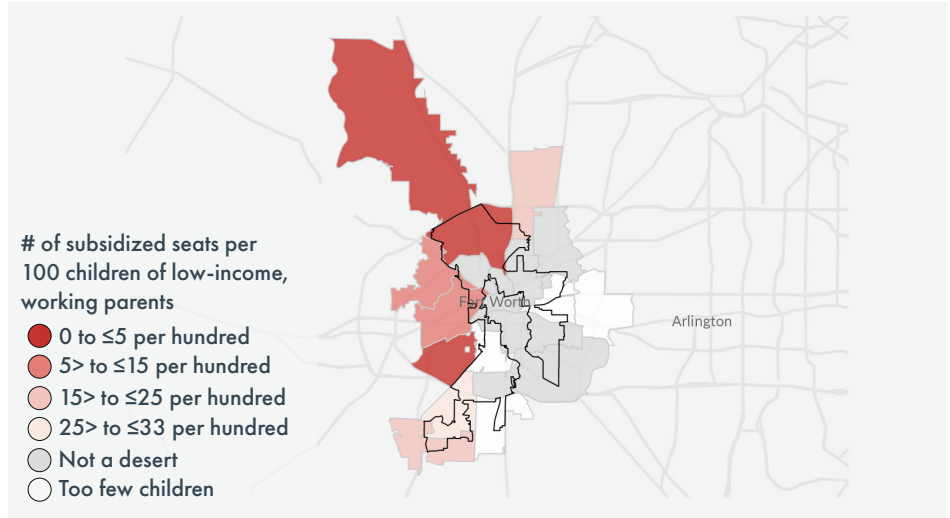 # of subsidized seats per
100 children of low-income,
working parents
0 to ≤5 per hundred
5> to ≤15 per hundred
15> to ≤25 per hundred
25> to ≤33 per hundred
Not a desert
Too few children
Fort Worth
Arlington